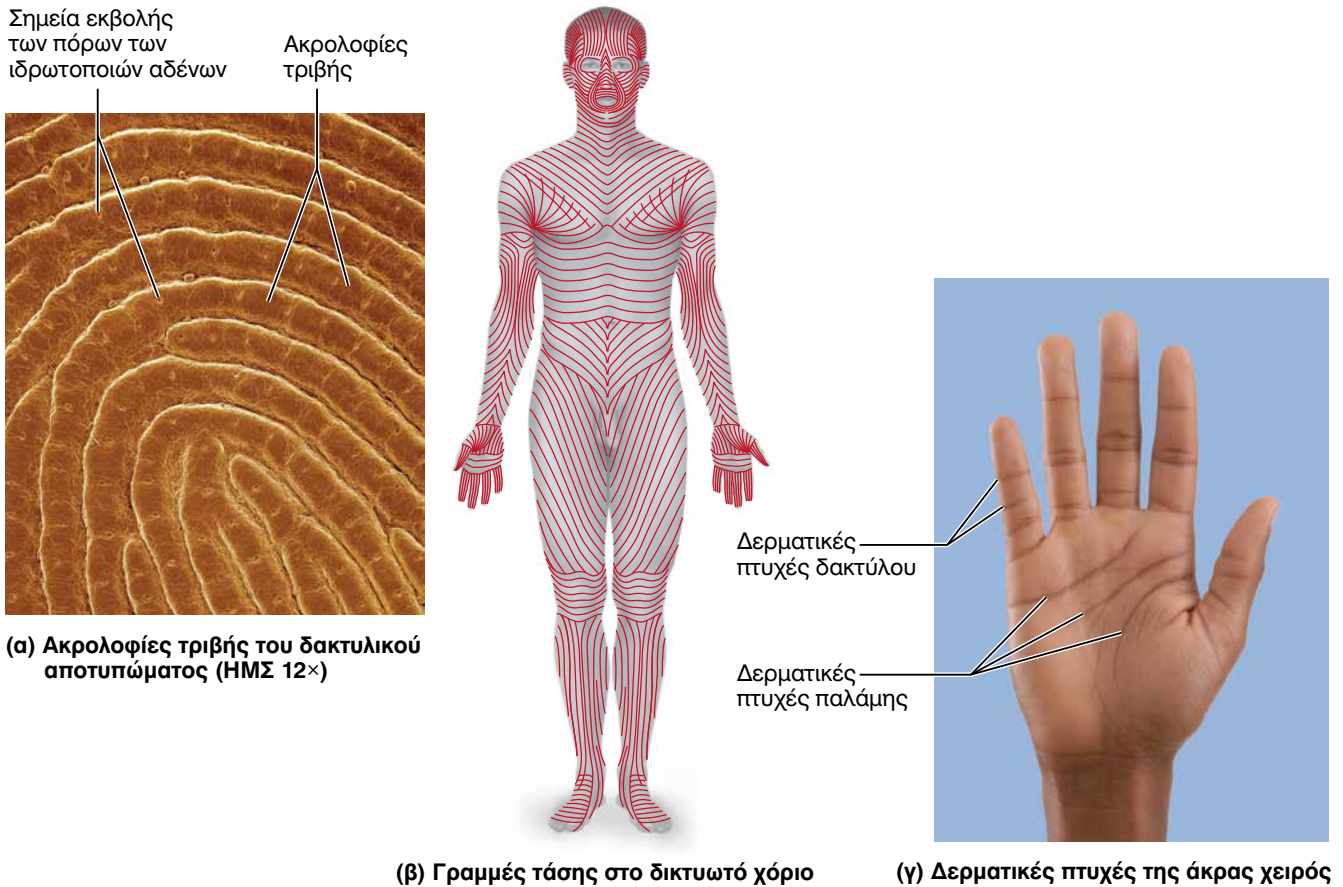 Σημεία εκβολής
των πόρων των
ιδρωτοποιών αδένων
Ακρολοφίες
τριβής
(α) Ακρολοφίες τριβής του δακτυλικού
αποτυπώματος (ΗΜΣ 12×)
(β) Γραμμές τάσης στο δικτυωτό χόριο
Δερματικές
πτυχές δακτύλου
Δερματικές
πτυχές παλάμης
(γ) Δερματικές πτυχές της άκρας χειρός